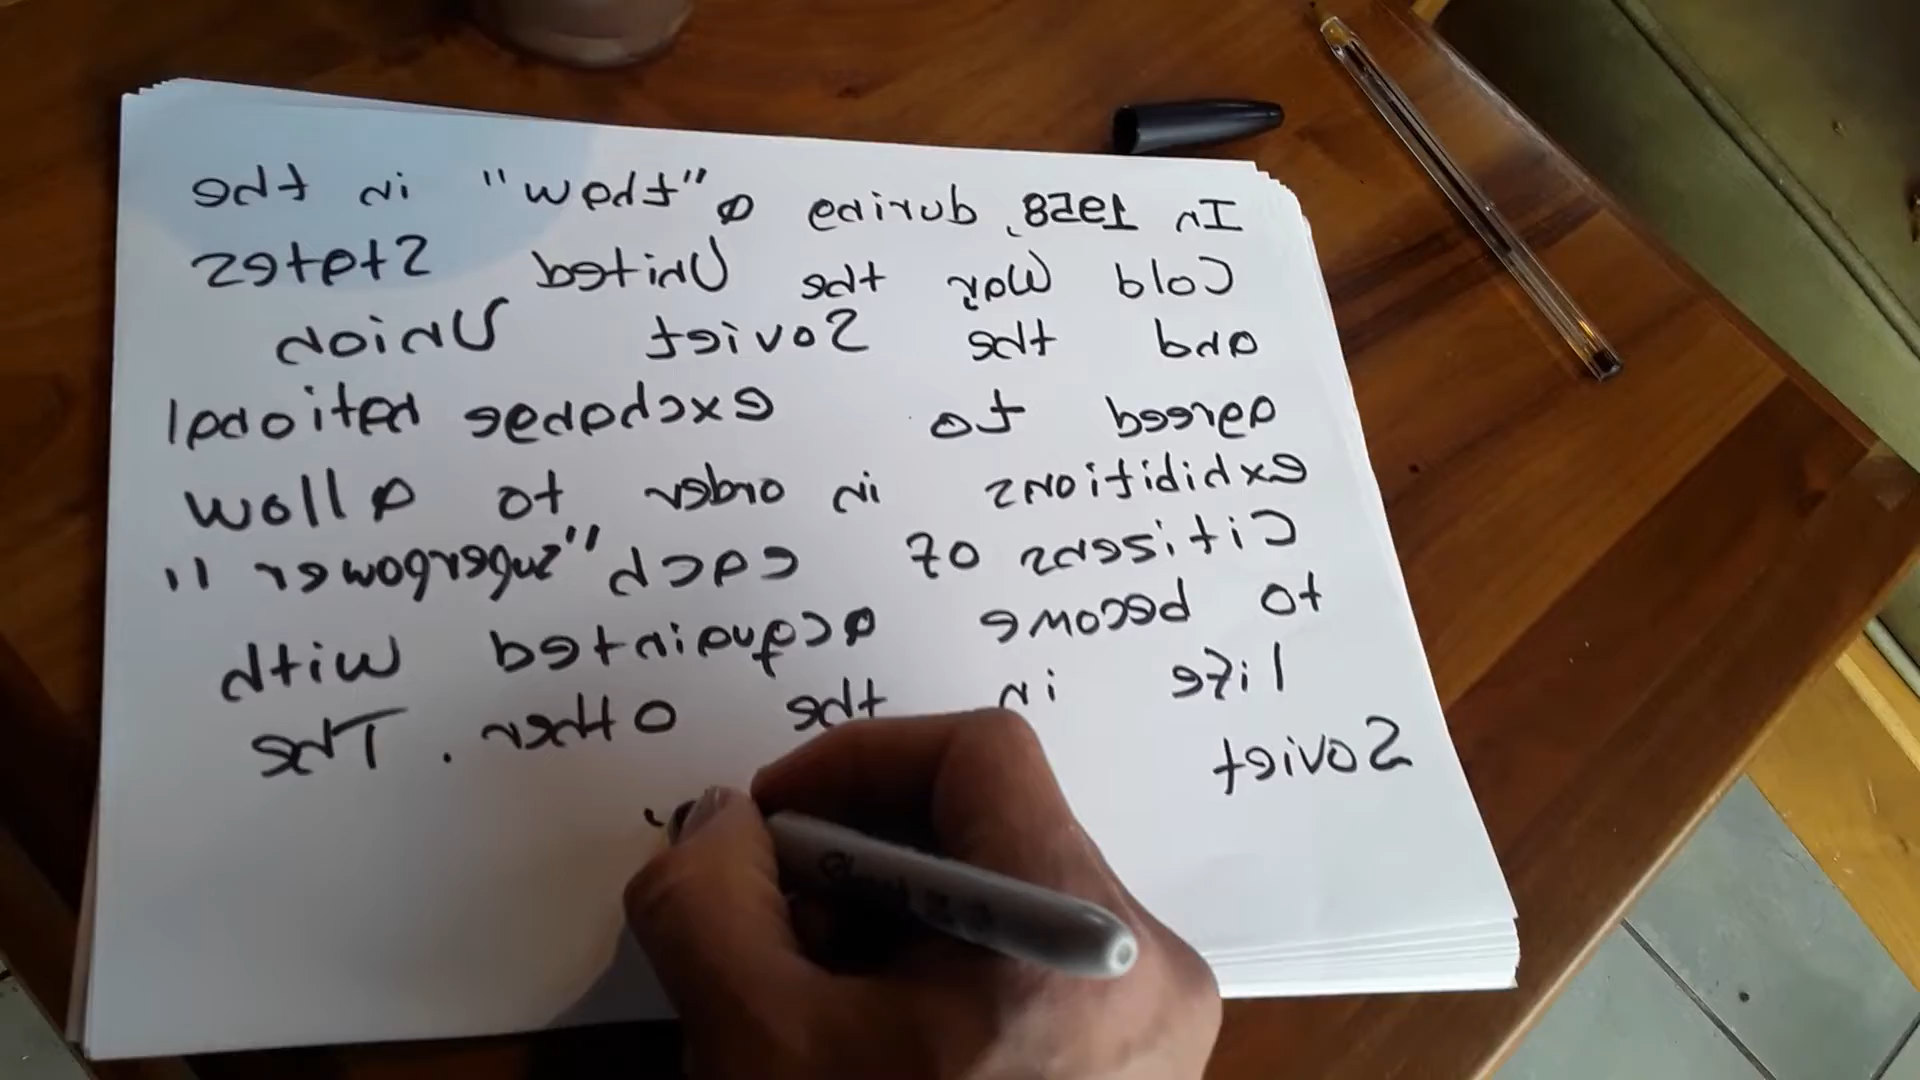 In 1958, during a "thaw" in the
Cold War, the United States
and the Soviet Union
agreed to exchange national
exhibitions in order to allow
Citizens of each "superpower"
to become acquainted with
life in the other. The
Soviet